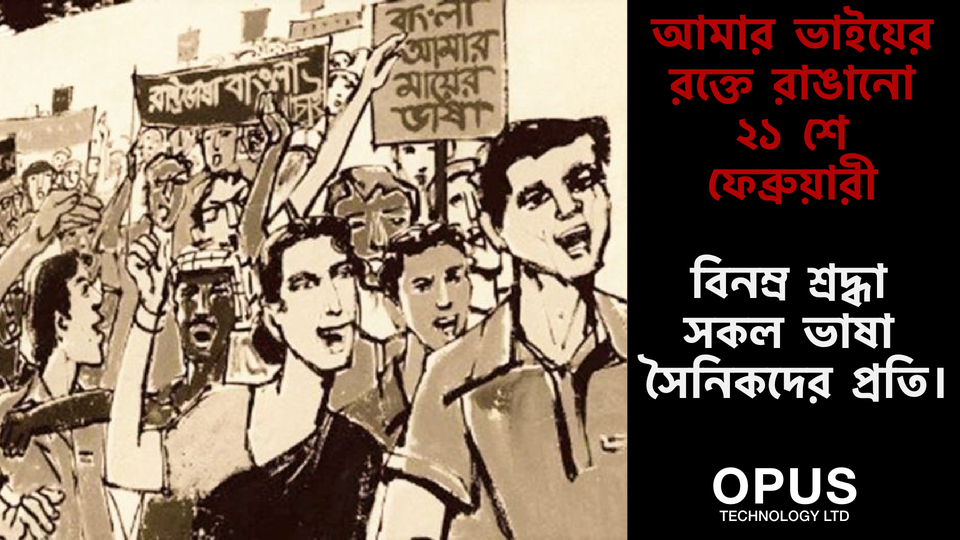 বাংলা
আমার
মায়ের
ভাষা
রাষ্ট্রভাষা বাংলা
চাই
আমার ভাইয়ের
রক্তে রাঙানো
২১ শে
ফেব্রুয়ারী
বিনম্র শ্রদ্ধা
সকল ভাষা
সৈনিকদের প্রতি।
OPUS
TECHNOLOGY LTD